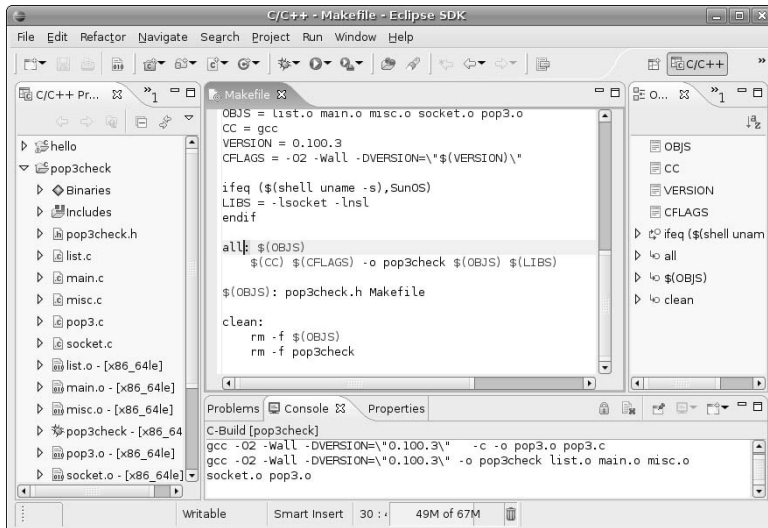 C/C++ - Makefile - Eclipse SDK
File Edit Refactor Navigate Search Project Run Window Help
C/C++
C/C++ Pr...
hello
pop3check
Binaries
Includes
pop3check.h
list.c
main.c
misc.c
pop3.c
socket.c
list.o - [x86_64le]
main.o - [x86_64le]
misc.o - [x86_64le]
pop3check - [x86_64
pop3.o - [x86_64le]
socket.o - [x86_64le]
Makefile
OBJS = list.o main.o misc.o socket.o pop3.o
CC = gcc
VERSION = 0.100.3
CFLAGS = -O2 -Wall -DVERSION=\"$(VERSION)\"
ifeq ($(shell uname -s),SunOS)
LIBS = -lsocket -lnsl
endif
all: $(OBJS)
$(CC) $(CFLAGS) -o pop3check $(OBJS) $(LIBS)
$(OBJS): pop3check.h Makefile
clean:
rm -f $(OBJS)
rm -f pop3check
O...
OBJS
CC
VERSION
CFLAGS
ifeq ($(shell unam
all
$(OBJS)
clean
Problems Console Properties
C-Build [pop3check]
gcc -O2 -Wall -DVERSION=\"0.100.3\" -c -o pop3.o pop3.c
gcc -O2 -Wall -DVERSION=\"0.100.3\" -o pop3check list.o main.o misc.o
socket.o pop3.o
Writable Smart Insert 30 : 49M of 67M